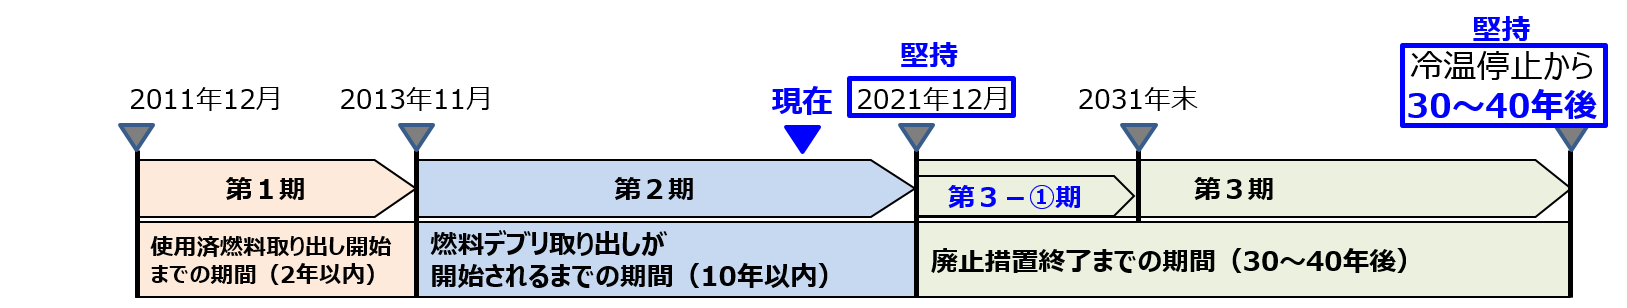 堅持
堅持
冷温停止から
30～40年後
2011年12月
2013年11月
現在
2021年12月
2031年末
第１期
第２期
第３－①期
第３期
使用済燃料取り出し開始
までの期間（2年以内）
燃料デブリ取り出しが
開始されるまでの期間（10年以内）
廃止措置終了までの期間（30～40年後）